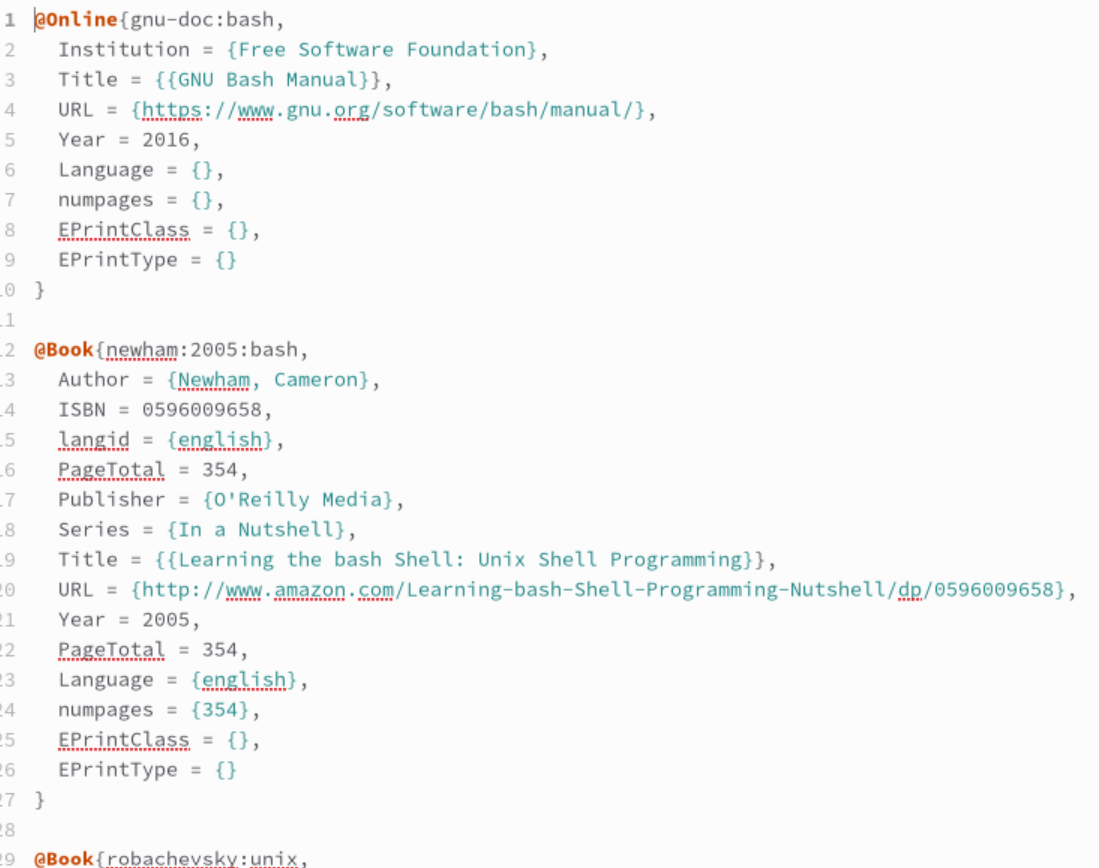 1 @Online{gnu-doc:bash,
2 Institution = {Free Software Foundation},
3 Title = {{GNU Bash Manual}},
4 URL = {https://www.gnu.org/software/bash/manual/},
5 Year = 2016,
6 Language = {},
7 numpages = {},
8 EPrintClass = {},
9 EPrintType = {}
10 }
11
12 @Book{newham:2005:bash,
13 Author = {Newham, Cameron},
14 ISBN = 0596009658,
15 langid = {english},
16 PageTotal = 354,
17 Publisher = {O'Reilly Media},
18 Series = {In a Nutshell},
19 Title = {{Learning the bash Shell: Unix Shell Programming}},
20 URL = {http://www.amazon.com/Learning-bash-Shell-Programming-Nutshell/dp/0596009658},
21 Year = 2005,
22 PageTotal = 354,
23 Language = {english},
24 numpages = {354},
25 EPrintClass = {},
26 EPrintType = {}
27 }
28
29 @Book{robachevsky:unix,